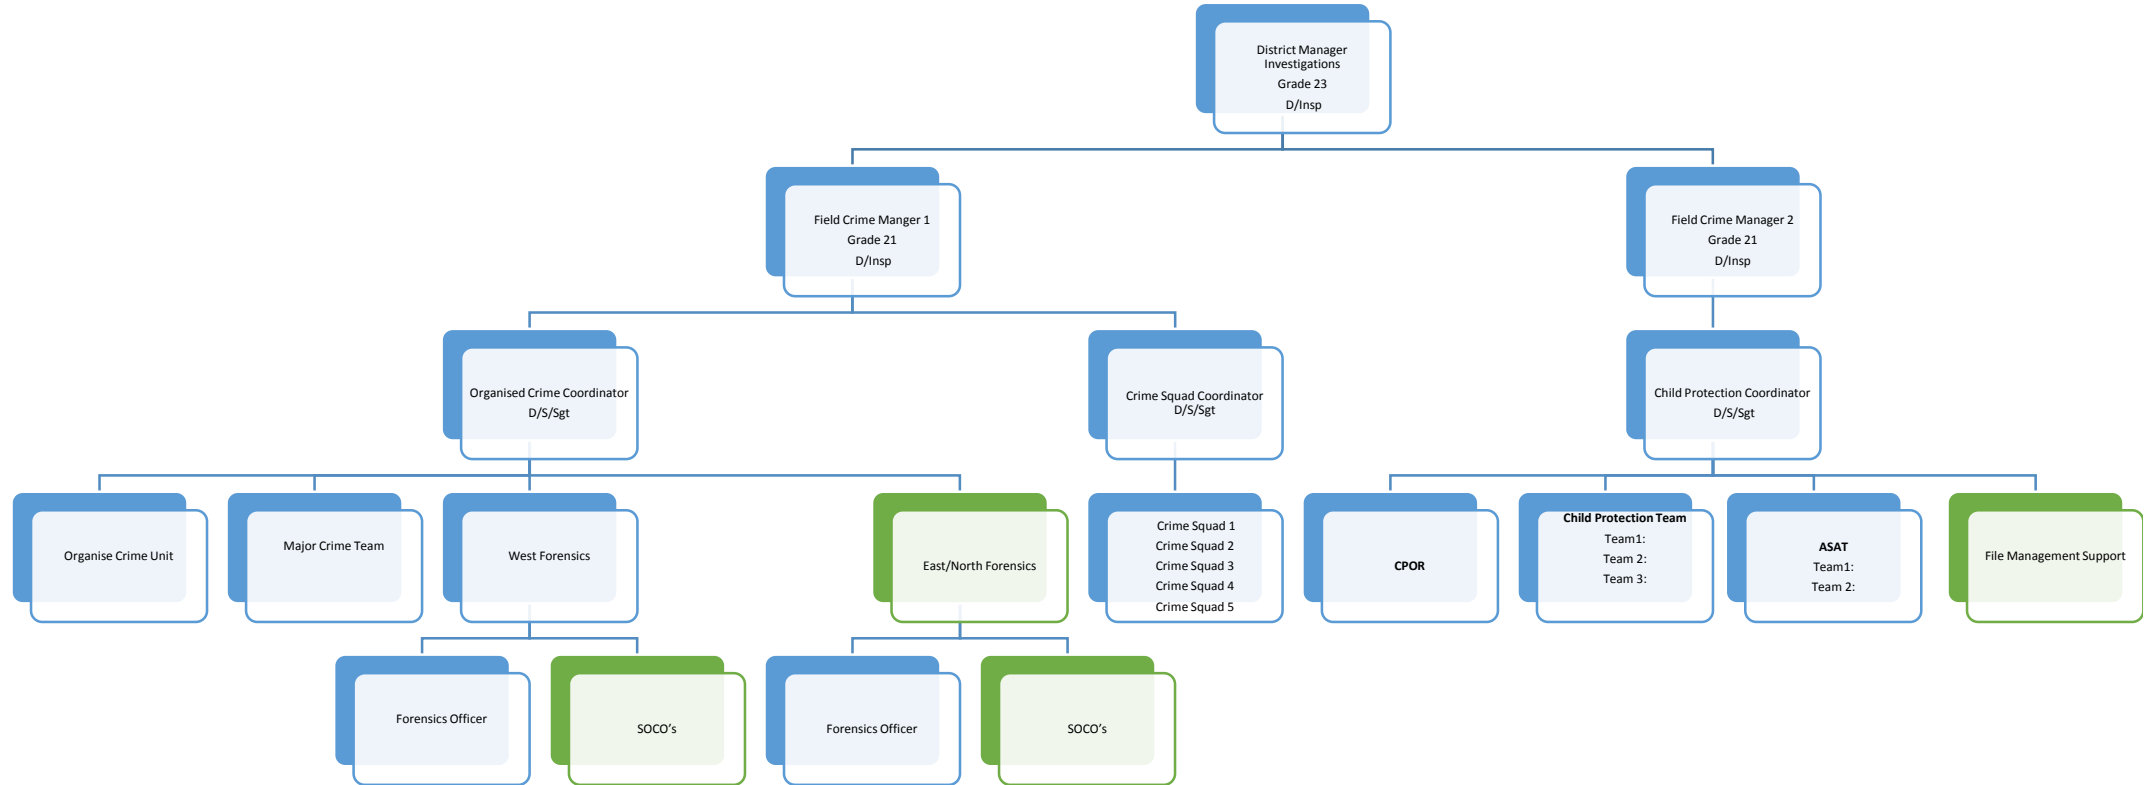 District Manager
Investigations
Grade 23
D/Insp
Field Crime Manger 1
Grade 21
D/Insp
Field Crime Manager 2
Grade 21
D/Insp
Organised Crime Coordinator
D/S/Sgt
Crime Squad Coordinator
D/S/Sgt
Child Protection Coordinator
D/S/Sgt
Organise Crime Unit
Major Crime Team
West Forensics
East/North Forensics
Crime Squad 1
Crime Squad 2
Crime Squad 3
Crime Squad 4
Crime Squad 5
CPOR
Child Protection Team
Team1:
Team 2:
Team 3:
ASAT
Team1:
Team 2:
File Management Support
Forensics Officer
SOCO’s
Forensics Officer
SOCO’s